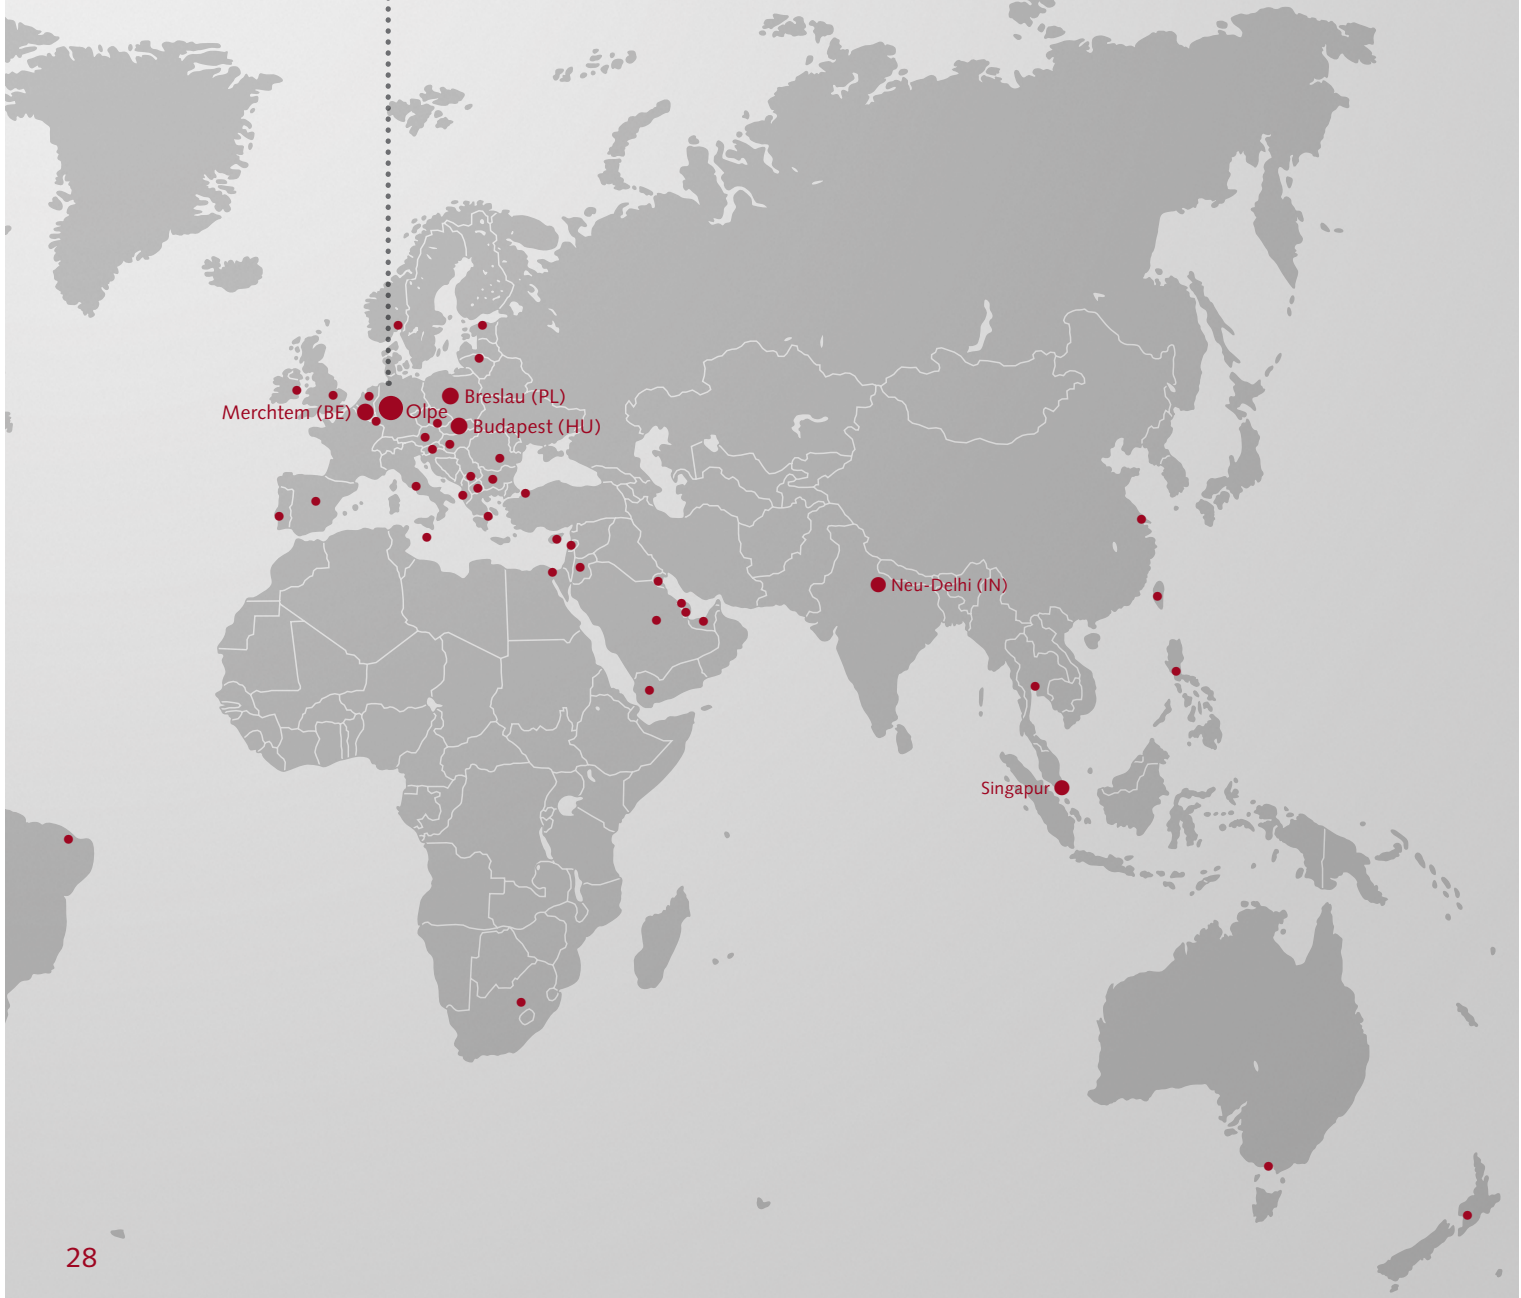 Breslau (PL)
Merchtem (BE)
Olpe
Budapest (HU)
Neu-Delhi (IN)
Singapur
28